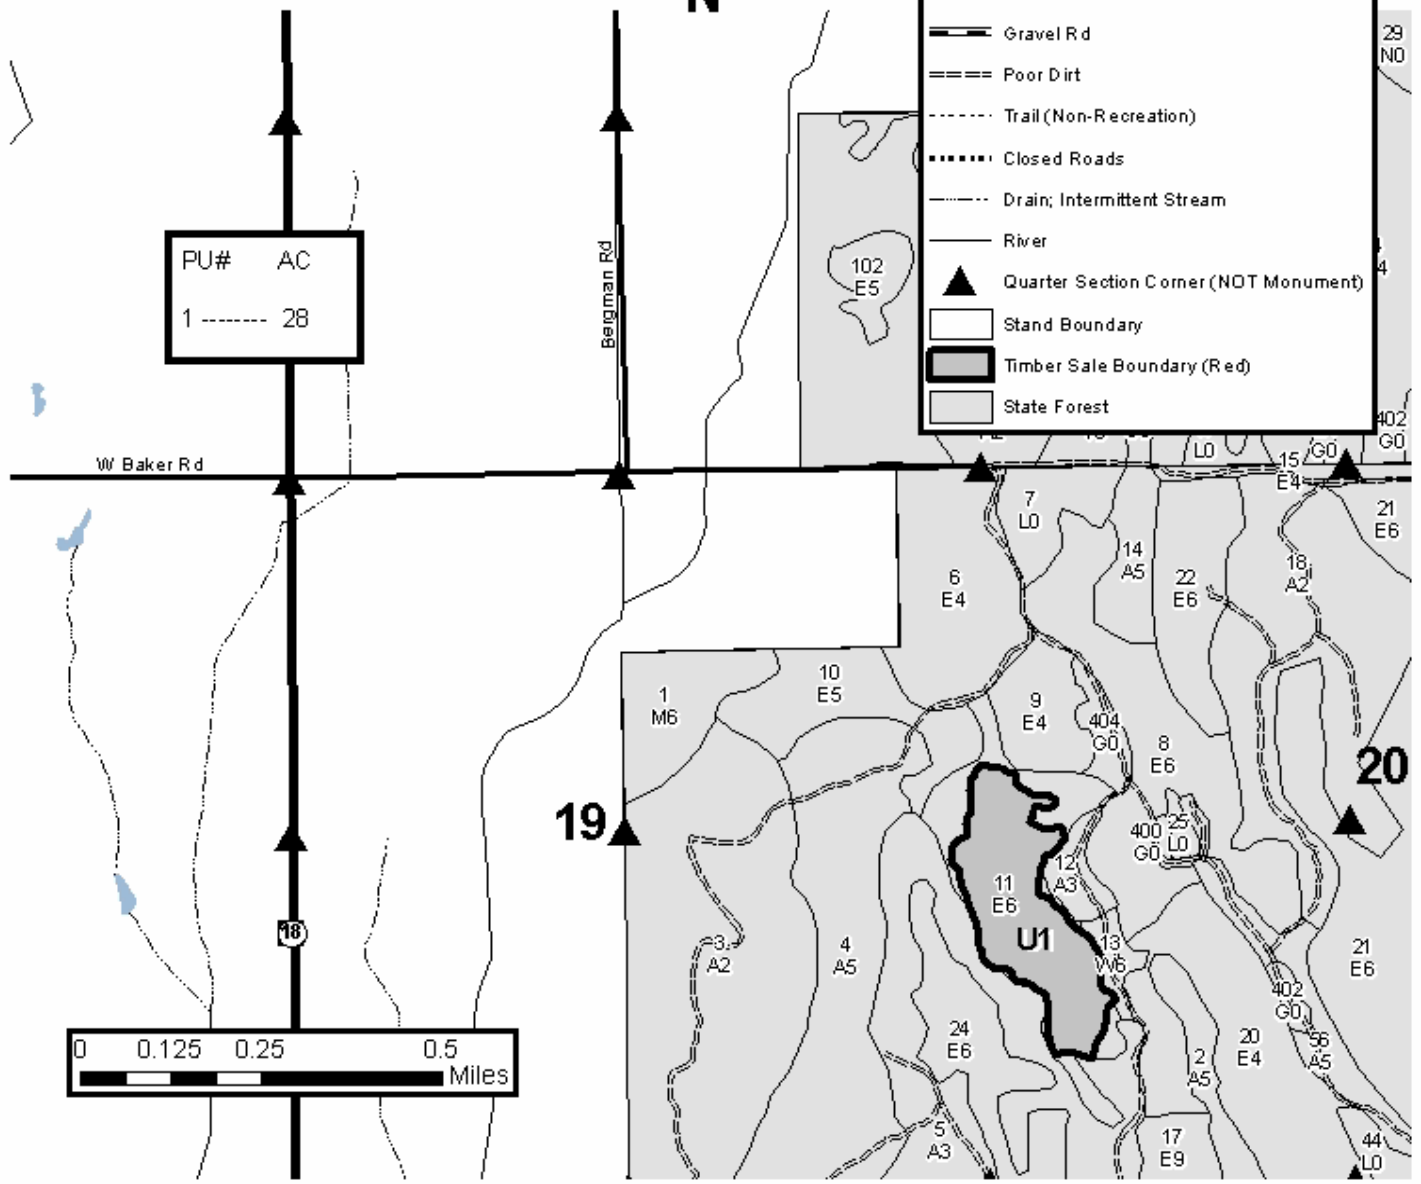 N
Gravel Rd
Poor Dirt
Trail (Non-Recreation)
Closed Roads
Drain; Intermittent Stream
River
Quarter Section Corner (NOT Monument)
Stand Boundary
Timber Sale Boundary (Red)
State Forest
29
N0
4
PU# AC
1 -------- 28
Bergman Rd
102
E5
402
G0
L0
G0
15
E4
W Baker Rd
7
L0
21
E6
14
A5
22
E6
18
A2
6
E4
10
E5
1
M6
9
E4
404
G0
8
E6
20
19
400
G0
25
L0
12
A3
11
E6
U1
13
W6
18
3
A2
4
A5
21
E6
402
G0
24
E6
20
E4
56
A5
2
A5
0 0.125 0.25 0.5
Miles
5
A3
17
E9
44
L0